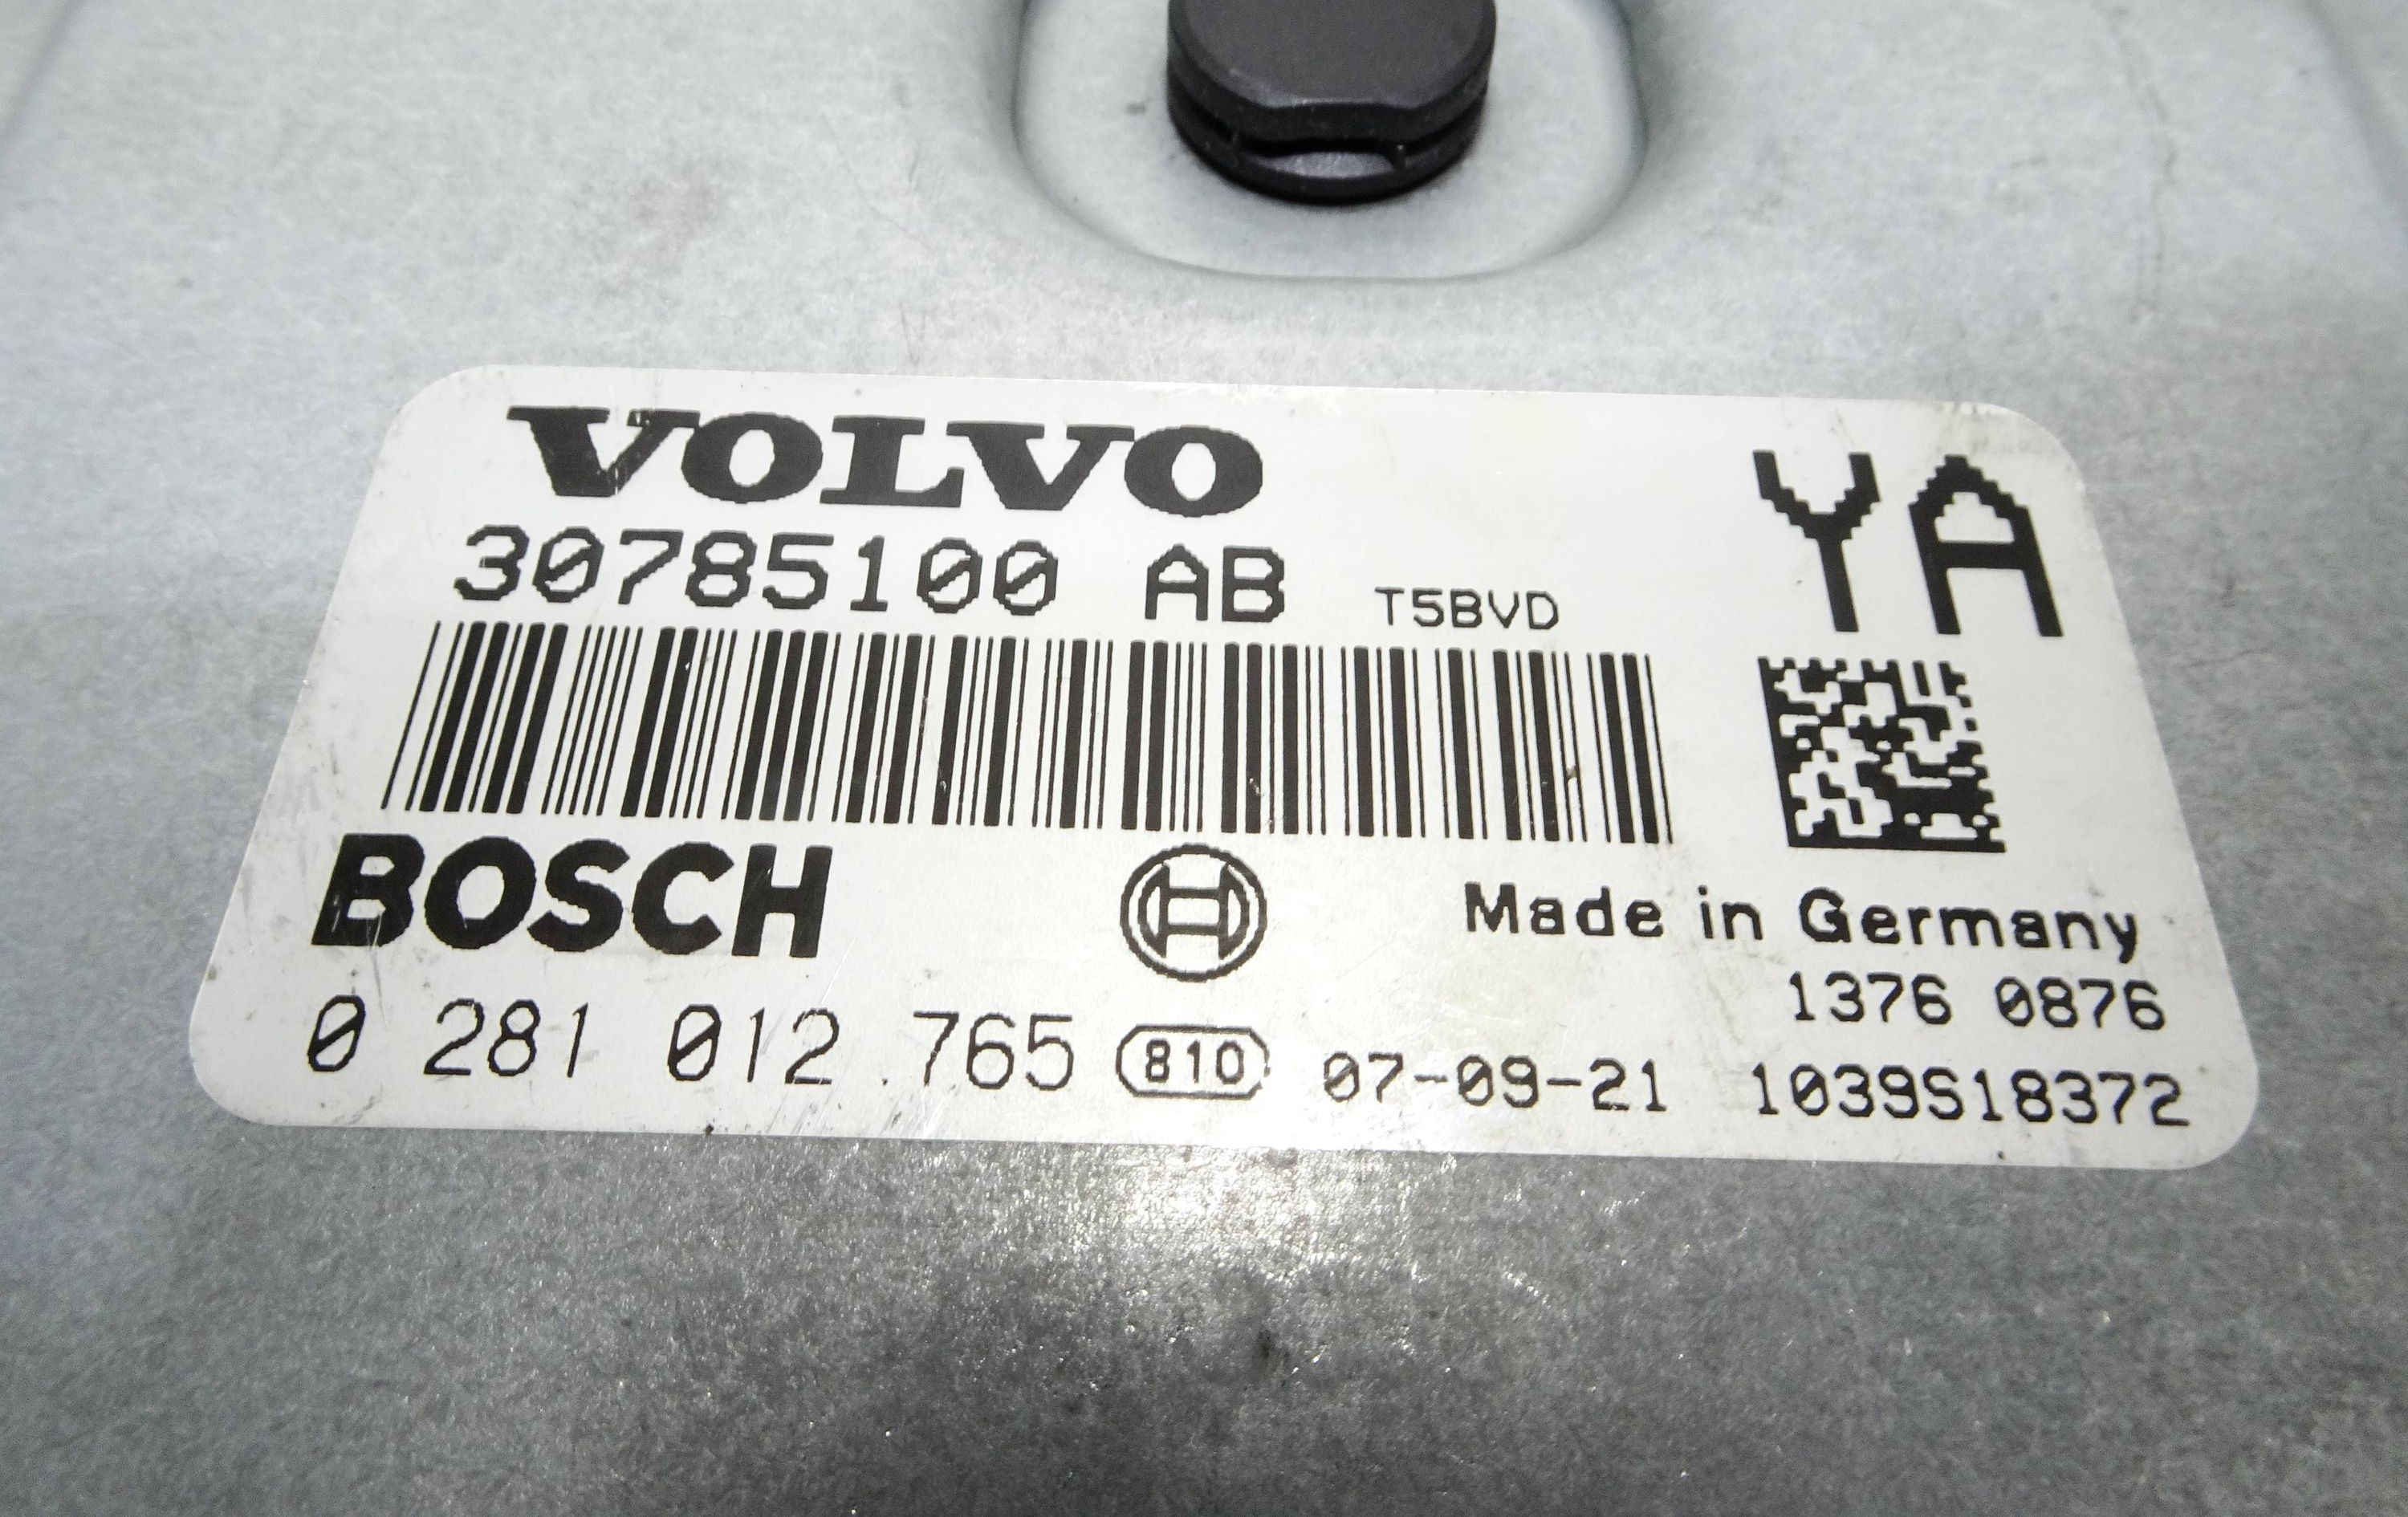 VOLVO
YA
30785100 AB T5BVD
BOSCH
Made in Germany
1376 0876
0 281 012 765 810 07-09-21 1039S18372